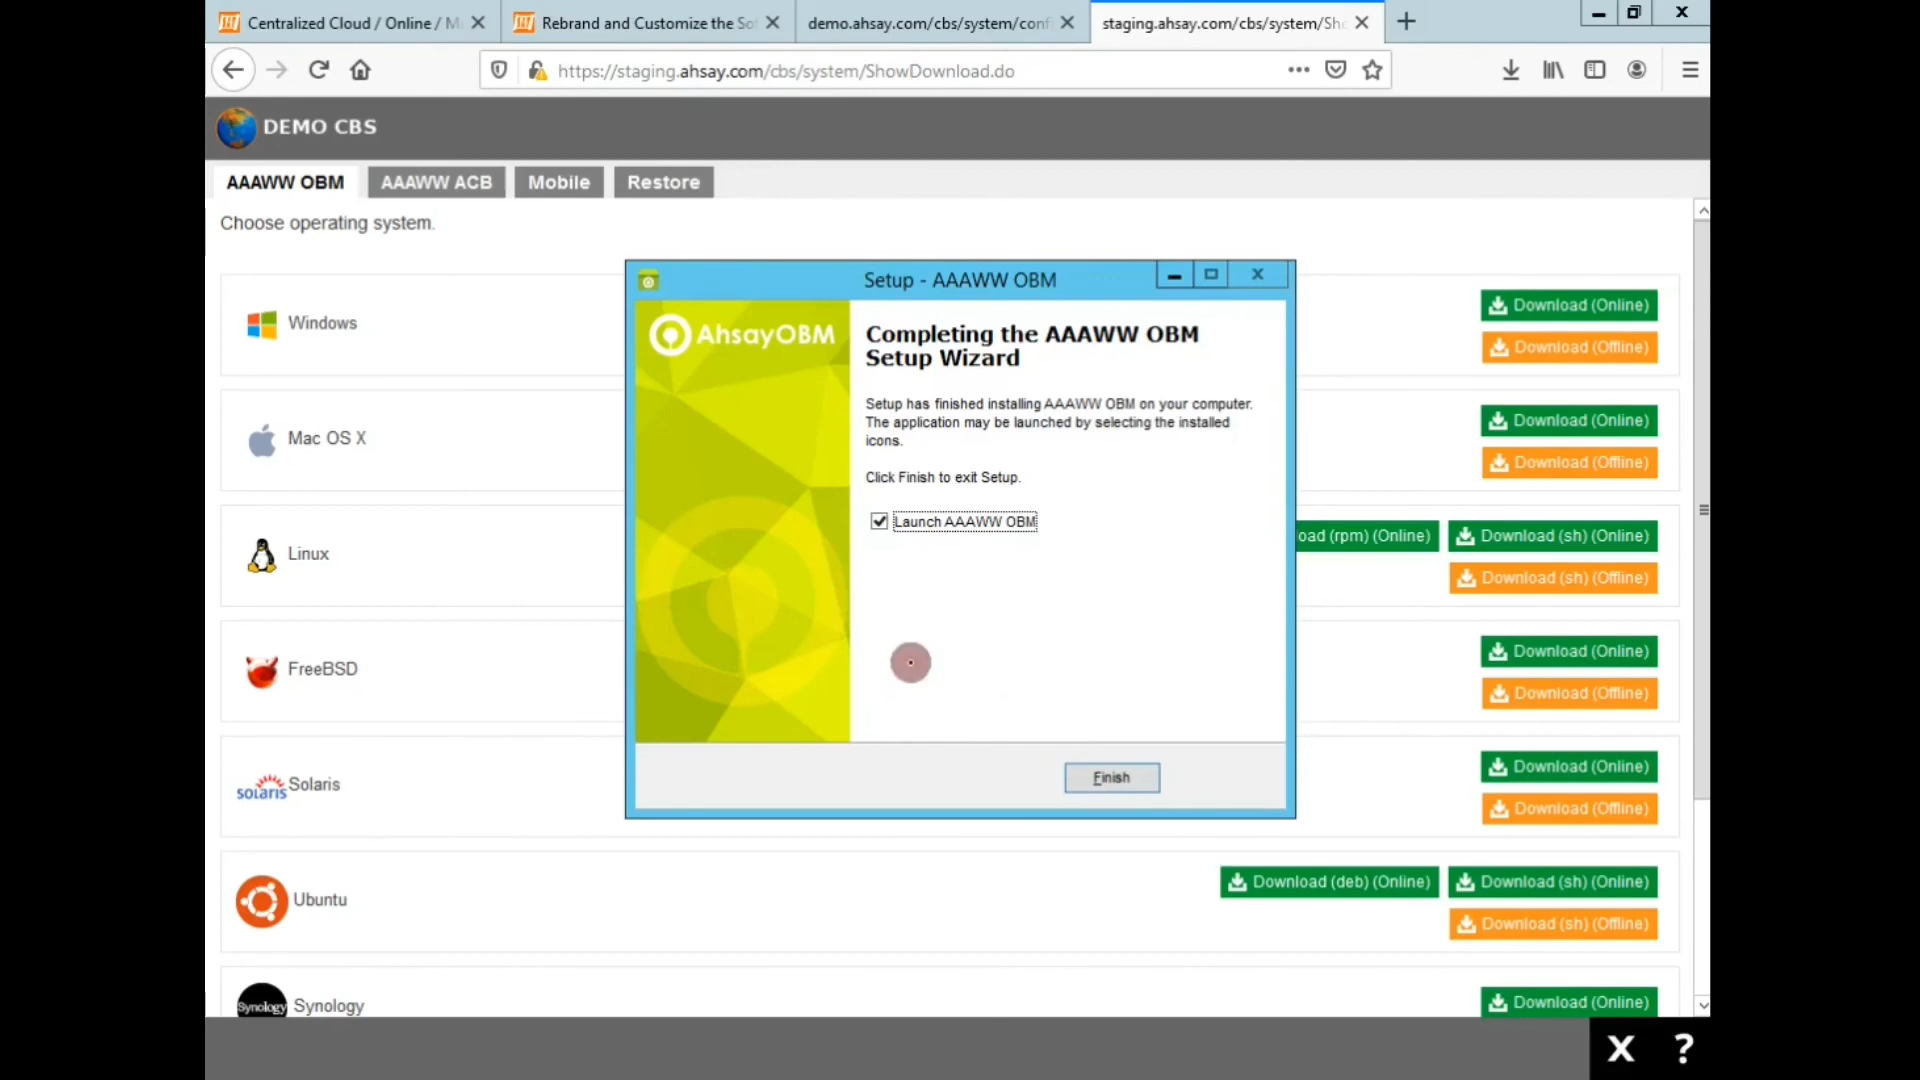 Centralized Cloud / Online / M
Rebrand and Customize the So
demo.ahsay.com/cbs/system/conf
staging.ahsay.com/cbs/system/Sh
https://staging.ahsay.com/cbs/system/ShowDownload.do
DEMO CBS
AAAWW OBM
AAAWW ACB
Mobile
Restore
Choose operating system.
Windows
Download (Online)
Download (Offline)
Mac OS X
Download (Online)
Download (Offline)
Linux
oad (rpm) (Online)
Download (sh) (Online)
Download (sh) (Offline)
FreeBSD
Download (Online)
Download (Offline)
solaris
Solaris
Download (Online)
Download (Offline)
Ubuntu
Download (deb) (Online)
Download (sh) (Online)
Download (sh) (Offline)
Synology
Synology
Download (Online)
Setup - AAAWW OBM
AhsayOBM
Completing the AAAWW OBM
Setup Wizard
Setup has finished installing AAAWW OBM on your computer.
The application may be launched by selecting the installed
icons.
Click Finish to exit Setup.
Launch AAAWW OBM
Finish
X
?